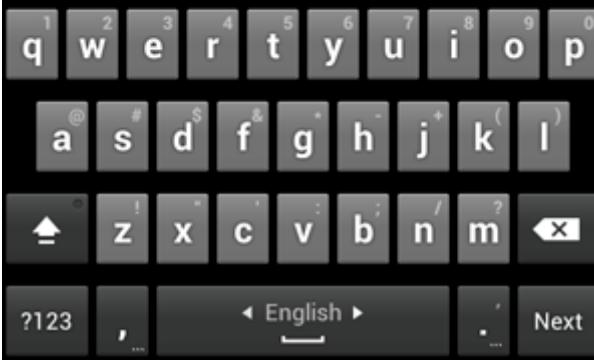 1 2 3 4 5 6 7 8 9 0
q w e r t y u i o p
@ # $ & * - + ( )
a s d f g h j k l
! " ' : ; / ?
z x c v b n m
?123 , ... ◂ English ▸ . ' ... Next